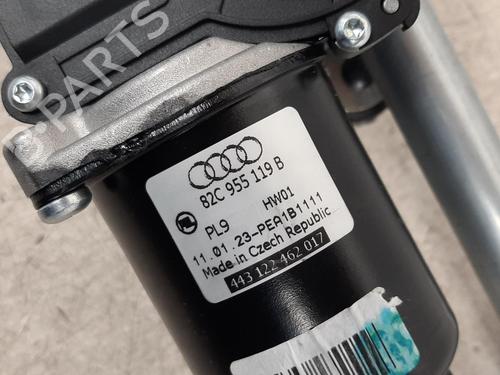 B-PARTS
82C 955 119 B
PL9 HW01
11.01.23-PEA1B1111
Made in Czech Republic
443 122 462 017